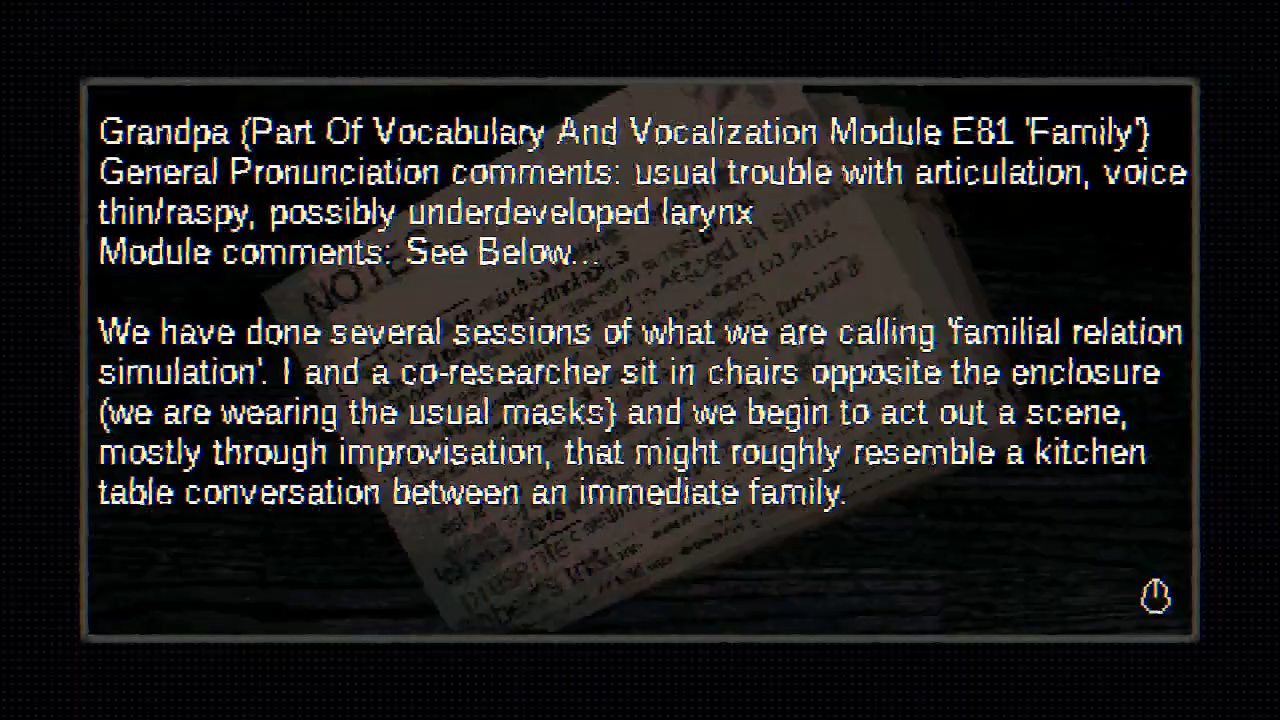 Grandpa (Part Of Vocabulary And Vocalization Module E81 'Family'}
General Pronunciation comments: usual trouble with articulation, voice
thin/raspy, possibly underdeveloped larynx
Module comments: See Below...
We have done several sessions of what we are calling 'familial relation
simulation'. I and a co-researcher sit in chairs opposite the enclosure
(we are wearing the usual masks} and we begin to act out a scene,
mostly through improvisation, that might roughly resemble a kitchen
table conversation between an immediate family.
NOTES